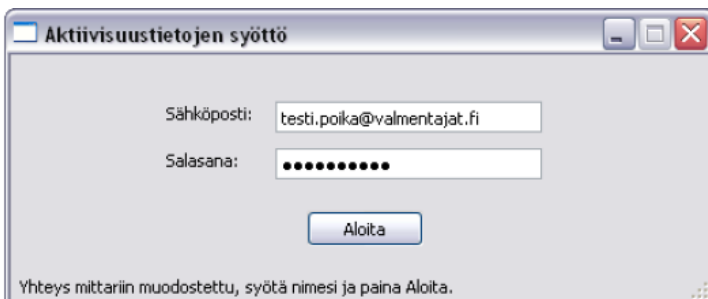 Aktiivisuustietojen syöttö
Sähköposti: testi.poika@valmentajat.fi
Salasana: ●●●●●●●●●●
Aloita
Yhteys mittariin muodostettu, syötä nimesi ja paina Aloita.